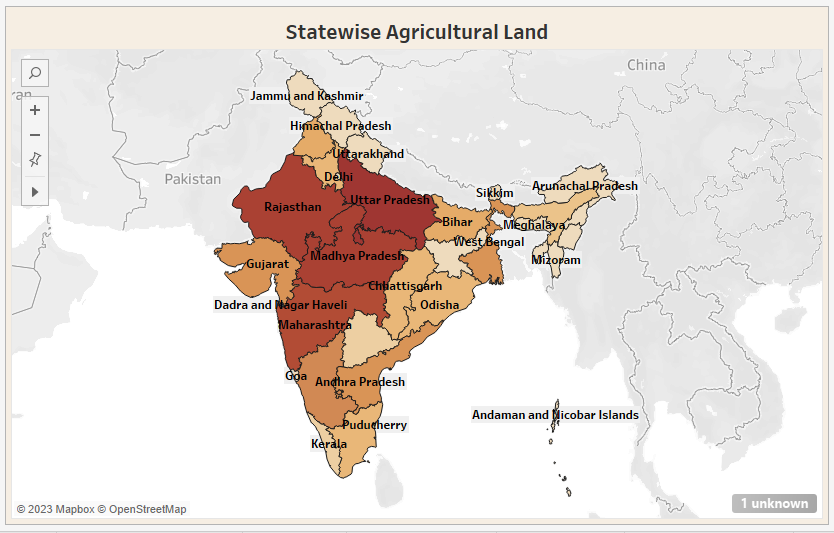 Statewise Agricultural Land
China
Jammu and Kashmir
Himachal Pradesh
Uttarakhand
Pakistan
Delhi
Sikkim
Arunachal Pradesh
Rajasthan
Uttar Pradesh
Bihar
Meghalaya
West Bengal
Gujarat
Madhya Pradesh
Mizoram
Chhattisgarh
Dadra and Nagar Haveli
Odisha
Maharashtra
Goa
Andhra Pradesh
Andaman and Nicobar Islands
Puducherry
Kerala
1 unknown
© 2023 Mapbox © OpenStreetMap